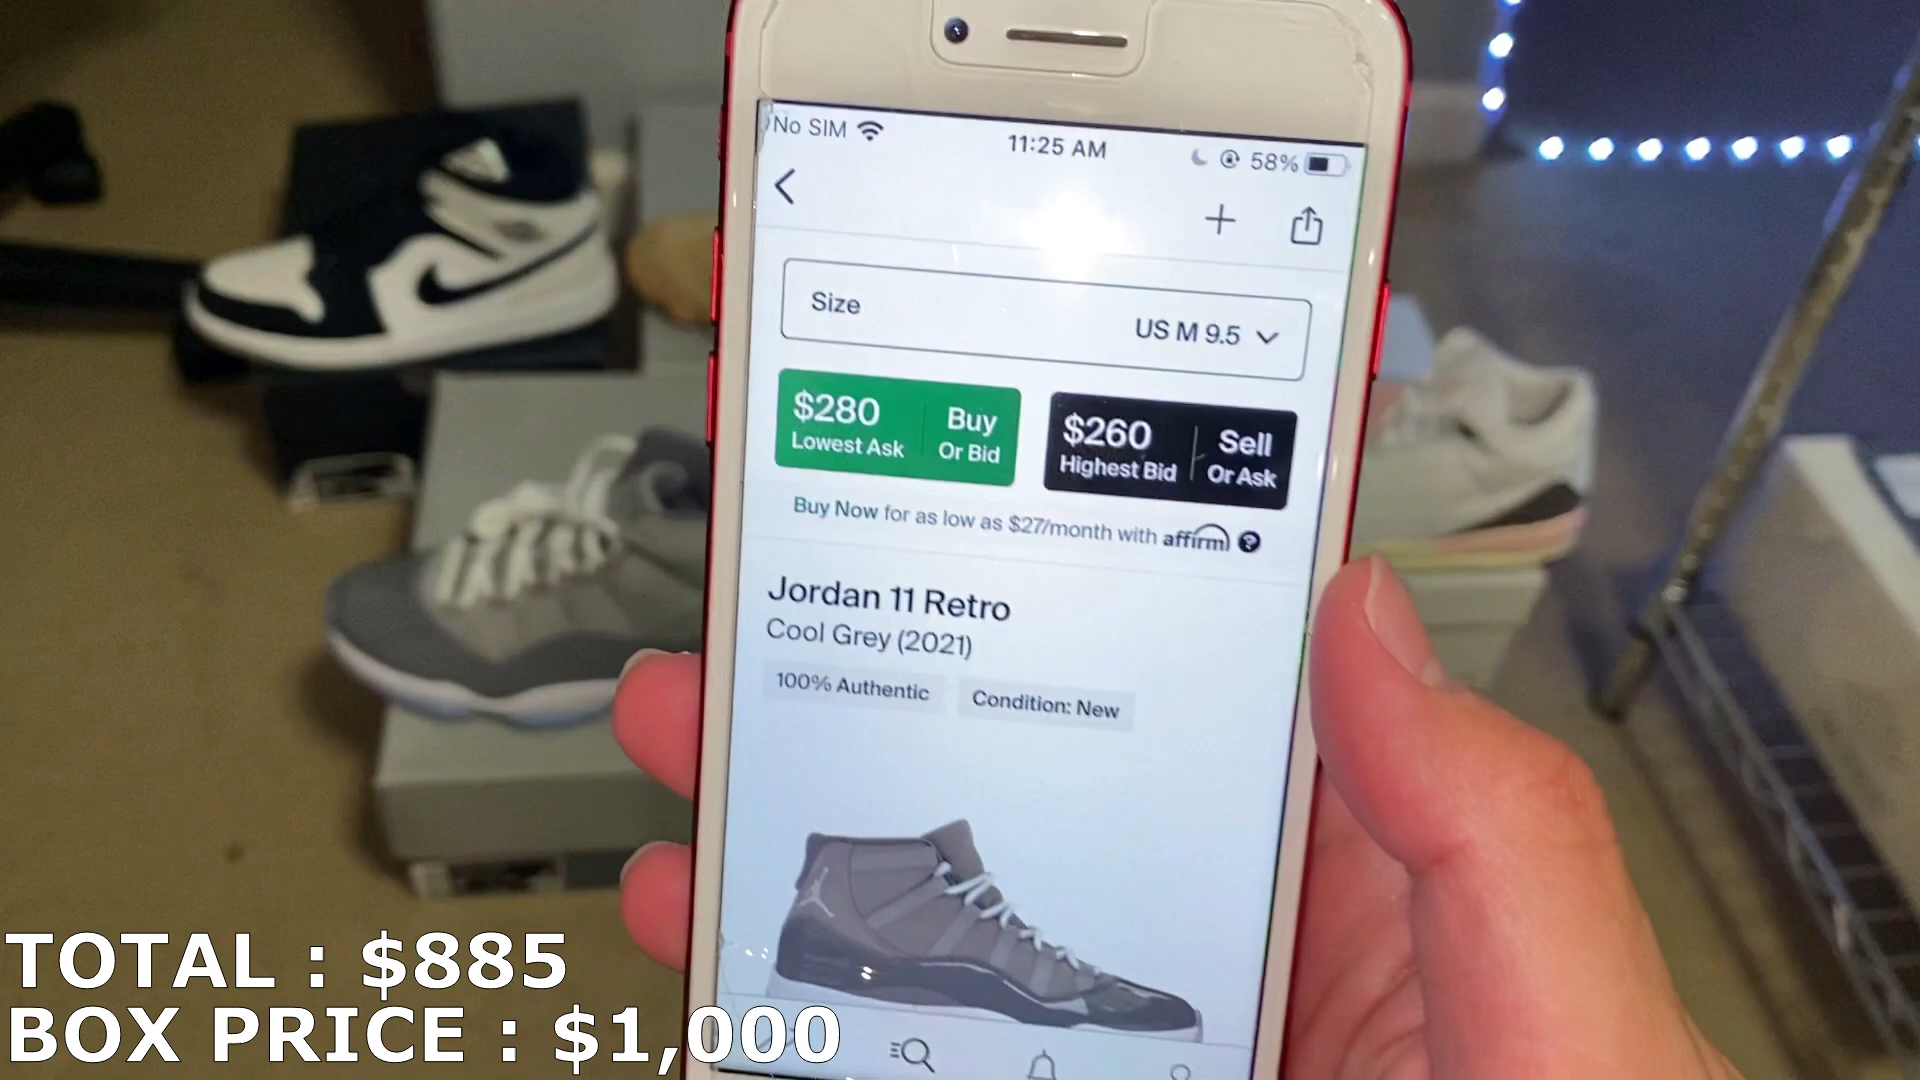 No SIM
11:25 AM
58%
Size
US M 9.5
$280
Lowest Ask
Buy
Or Bid
$260
Highest Bid
Sell
Or Ask
Buy Now for as low as $27/month with affirm
Jordan 11 Retro
Cool Grey (2021)
100% Authentic
Condition: New
TOTAL : $885
BOX PRICE : $1,000